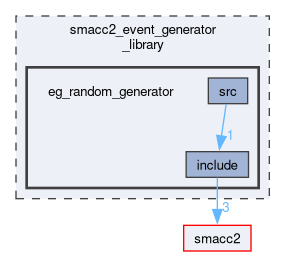 smacc2_event_generator
_library
eg_random_generator
src
1
include
3
smacc2